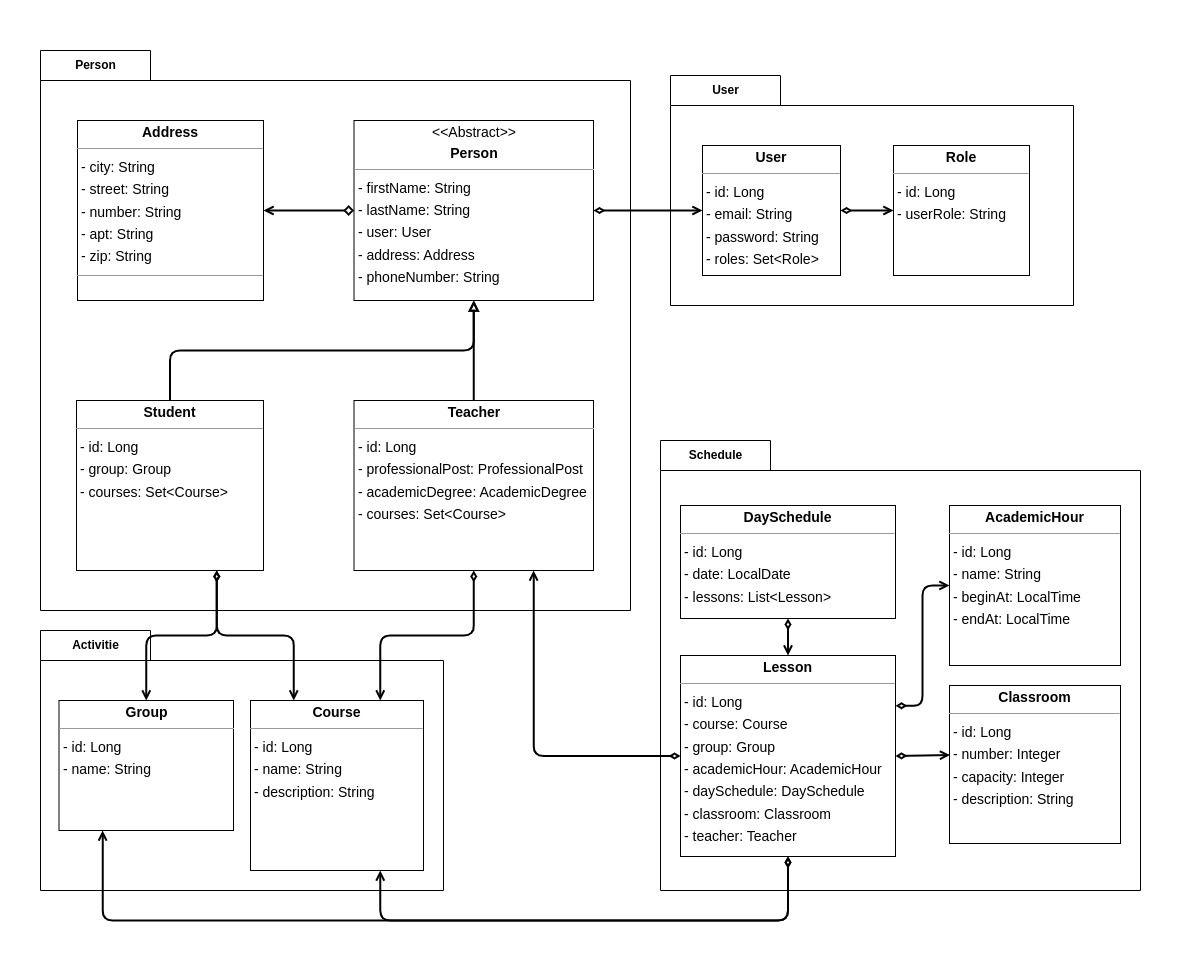 Person
Address
- city: String
- street: String
- number: String
- apt: String
- zip: String
<<Abstract>>
Person
- firstName: String
- lastName: String
- user: User
- address: Address
- phoneNumber: String
User
User
- id: Long
- email: String
- password: String
- roles: Set<Role>
Role
- id: Long
- userRole: String
Student
- id: Long
- group: Group
- courses: Set<Course>
Teacher
- id: Long
- professionalPost: ProfessionalPost
- academicDegree: AcademicDegree
- courses: Set<Course>
Activitie
Group
- id: Long
- name: String
Course
- id: Long
- name: String
- description: String
Schedule
DaySchedule
- id: Long
- date: LocalDate
- lessons: List<Lesson>
AcademicHour
- id: Long
- name: String
- beginAt: LocalTime
- endAt: LocalTime
Lesson
- id: Long
- course: Course
- group: Group
- academicHour: AcademicHour
- daySchedule: DaySchedule
- classroom: Classroom
- teacher: Teacher
Classroom
- id: Long
- number: Integer
- capacity: Integer
- description: String